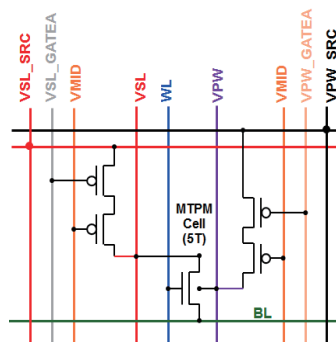 VSL_SRC
VSL_GATEA
VMID
VSL
WL
VPW
VMID
VPW_GATEA
VPW_SRC
MTPM
Cell
(5T)
BL